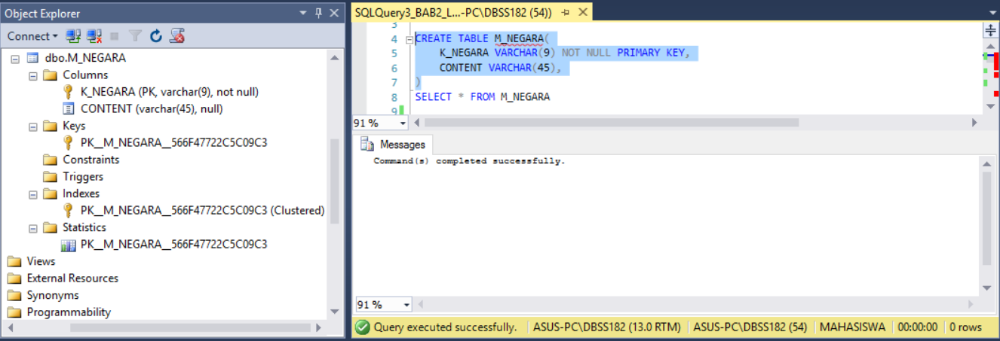 Object Explorer
Connect
dbo.M_NEGARA
Columns
K_NEGARA (PK, varchar(9), not null)
CONTENT (varchar(45), null)
Keys
PK__M_NEGARA__566F47722C5C09C3
Constraints
Triggers
Indexes
PK__M_NEGARA__566F47722C5C09C3 (Clustered)
Statistics
PK__M_NEGARA__566F47722C5C09C3
Views
External Resources
Synonyms
Programmability
SQLQuery3_BAB2_L...-PC\DBSS182 (54))
3
4 CREATE TABLE M_NEGARA(
5 K_NEGARA VARCHAR(9) NOT NULL PRIMARY KEY,
6 CONTENT VARCHAR(45),
7 )
8 SELECT * FROM M_NEGARA
9
91 %
Messages
Command(s) completed successfully.
91 %
Query executed successfully. ASUS-PC\DBSS182 (13.0 RTM) ASUS-PC\DBSS182 (54) MAHASISWA 00:00:00 0 rows